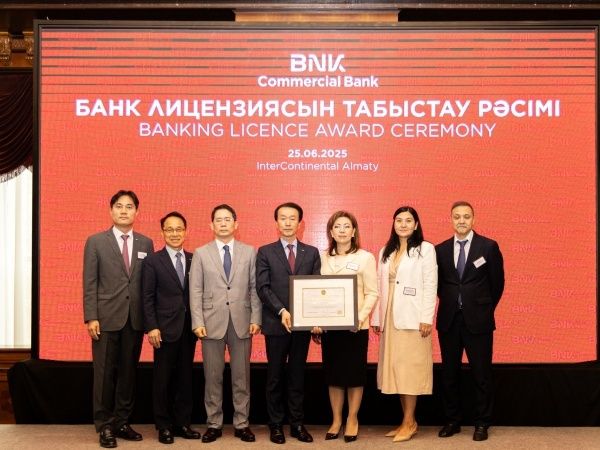 BNK
Commercial Bank
БАНК ЛИЦЕНЗИЯСЫН ТАБЫСТАУ РӘСІМІ
BANKING LICENCE AWARD CEREMONY
25.06.2025
InterContinental Almaty